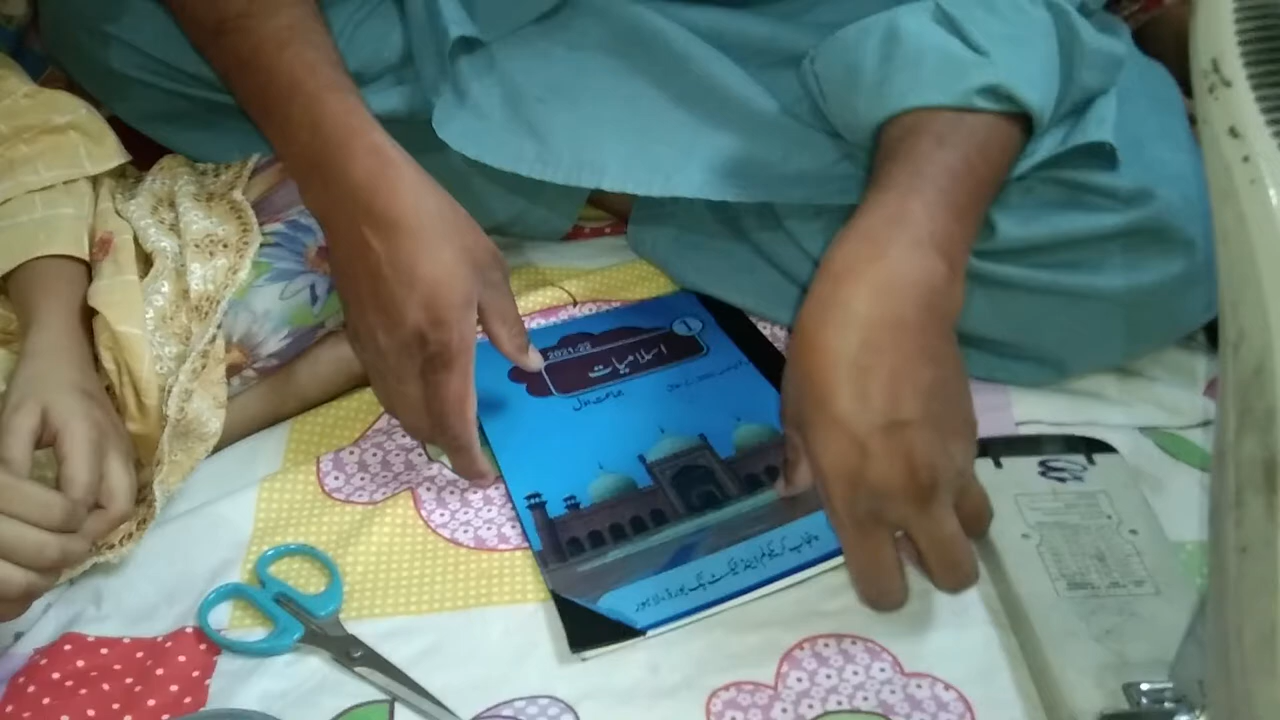 1
2021-22
اسلامیات
جماعت اول
پنجاب کریکولم اینڈ ٹیکسٹ بک بورڈ، لاہور